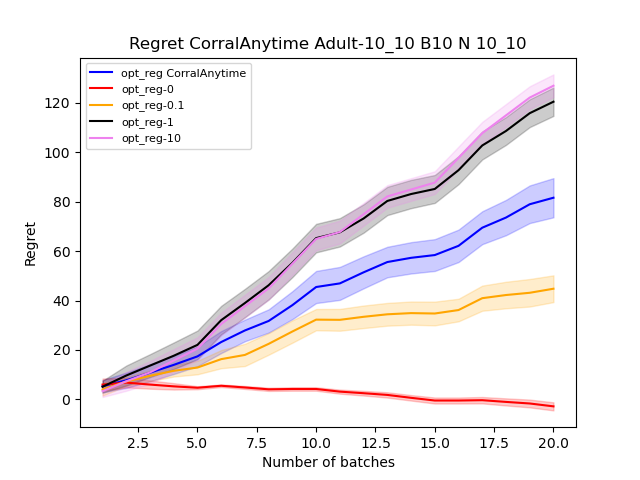 Regret CorralAnytime Adult-10_10 B10 N 10_10
opt_reg CorralAnytime
opt_reg-0
opt_reg-0.1
opt_reg-1
opt_reg-10
120
100
80
60
40
20
0
Regret
2.5 5.0 7.5 10.0 12.5 15.0 17.5 20.0
Number of batches